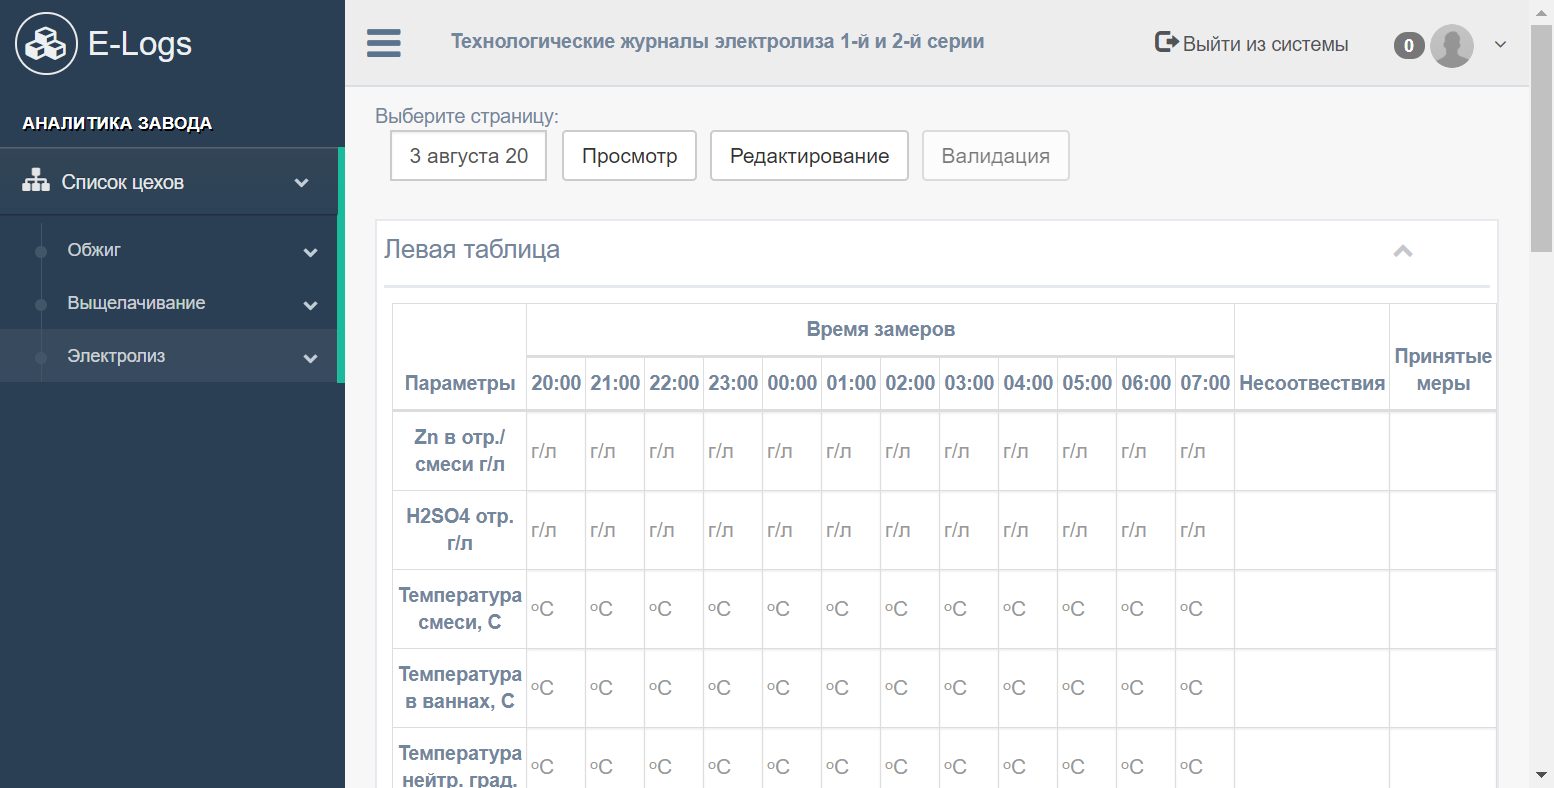 E-Logs
Технологические журналы электролиза 1-й и 2-й серии
Выйти из системы
0
АНАЛИТИКА ЗАВОДА
Список цехов
Обжиг
Выщелачивание
Электролиз
Выберите страницу:
3 августа 20
Просмотр
Редактирование
Валидация
Левая таблица
Параметры
Время замеров
20:00 21:00 22:00 23:00 00:00 01:00 02:00 03:00 04:00 05:00 06:00 07:00
Несоотвествия
Принятые
меры
Zn в отр./
смеси г/л
г/л г/л г/л г/л г/л г/л г/л г/л г/л г/л г/л г/л
H2SO4 отр.
г/л
г/л г/л г/л г/л г/л г/л г/л г/л г/л г/л г/л г/л
Температура
смеси, С
ºC ºC ºC ºC ºC ºC ºC ºC ºC ºC ºC ºC
Температура
в ваннах, С
ºC ºC ºC ºC ºC ºC ºC ºC ºC ºC ºC ºC
Температура
нейтр. град.
ºC ºC ºC ºC ºC ºC ºC ºC ºC ºC ºC ºC